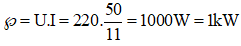 ℘ = U.I = 220.50/11 = 1000W = 1kW